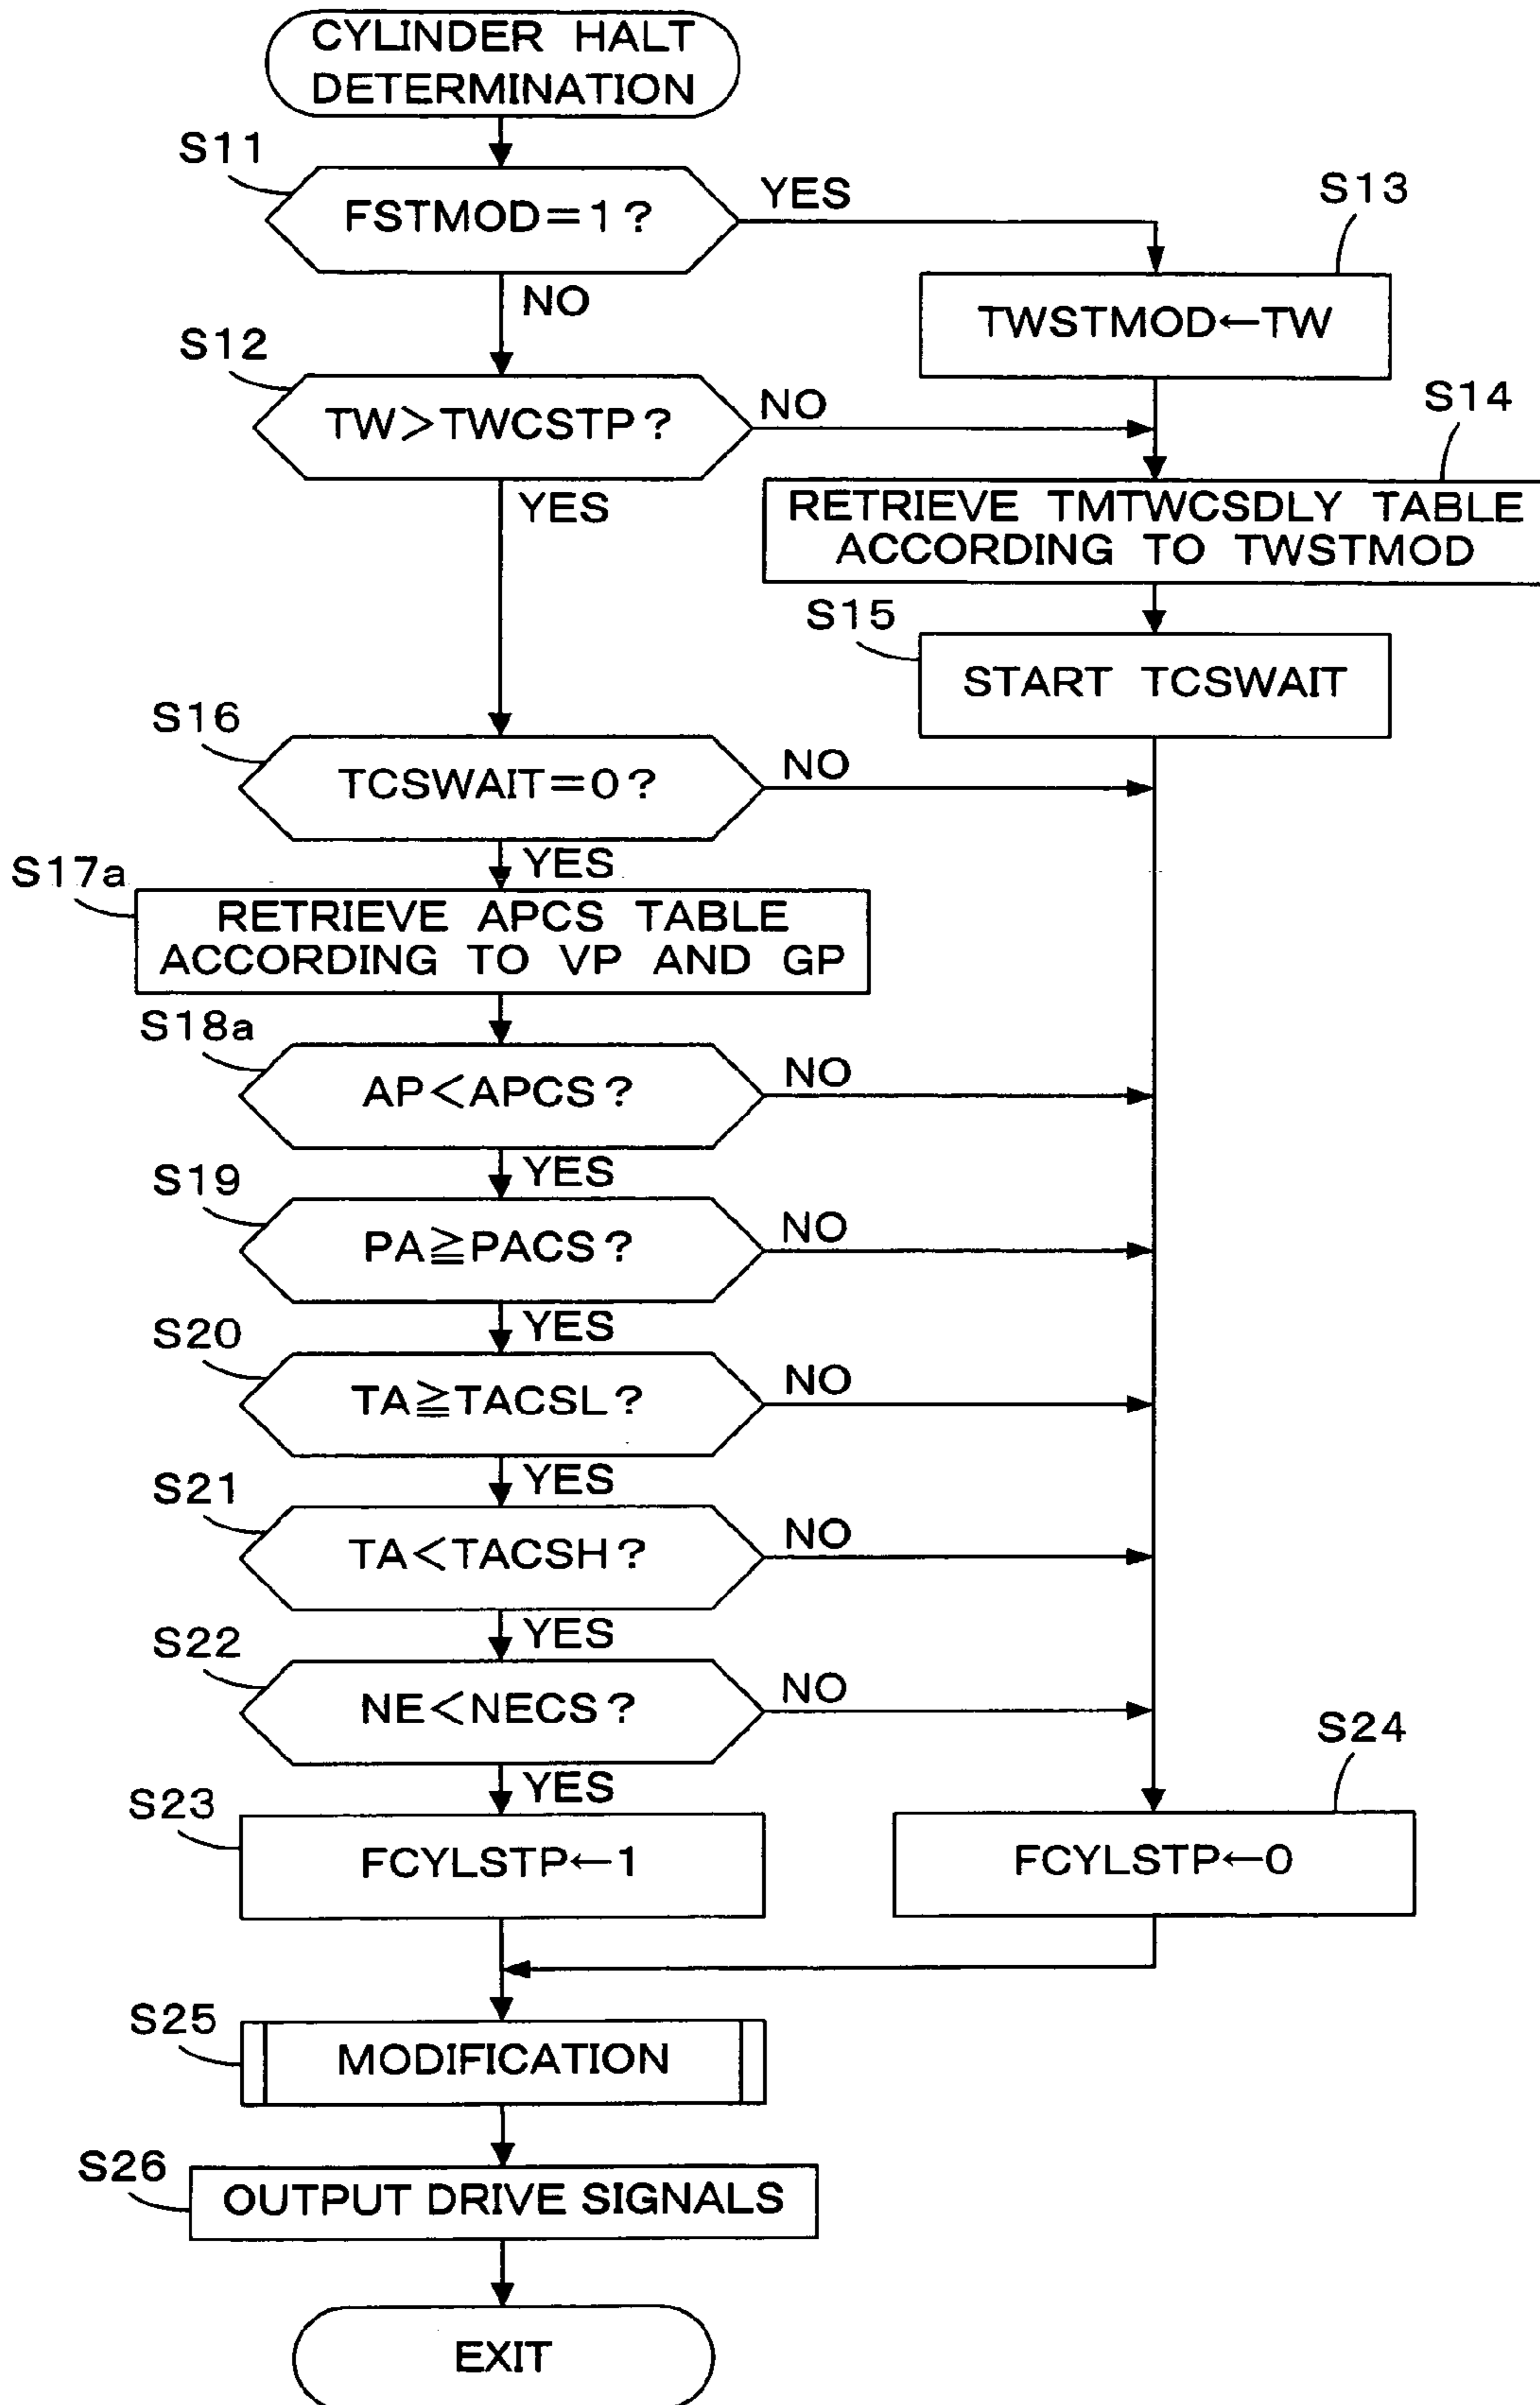 CYLINDER HALT
DETERMINATION
S11
FSTMOD=1?
YES
NO
S13
TWSTMOD←TW
S12
TW>TWCSTP?
NO
YES
S14
RETRIEVE TMTWCSDLY TABLE
ACCORDING TO TWSTMOD
S15
START TCSWAIT
S16
TCSWAIT=0?
NO
YES
S17a
RETRIEVE APCS TABLE
ACCORDING TO VP AND GP
S18a
AP<APCS?
NO
YES
S19
PA≧PACS?
NO
YES
S20
TA≧TACSL?
NO
YES
S21
TA<TACSH?
NO
YES
S22
NE<NECS?
NO
YES
S23
FCYLSTP←1
S24
FCYLSTP←0
S25
MODIFICATION
S26
OUTPUT DRIVE SIGNALS
EXIT